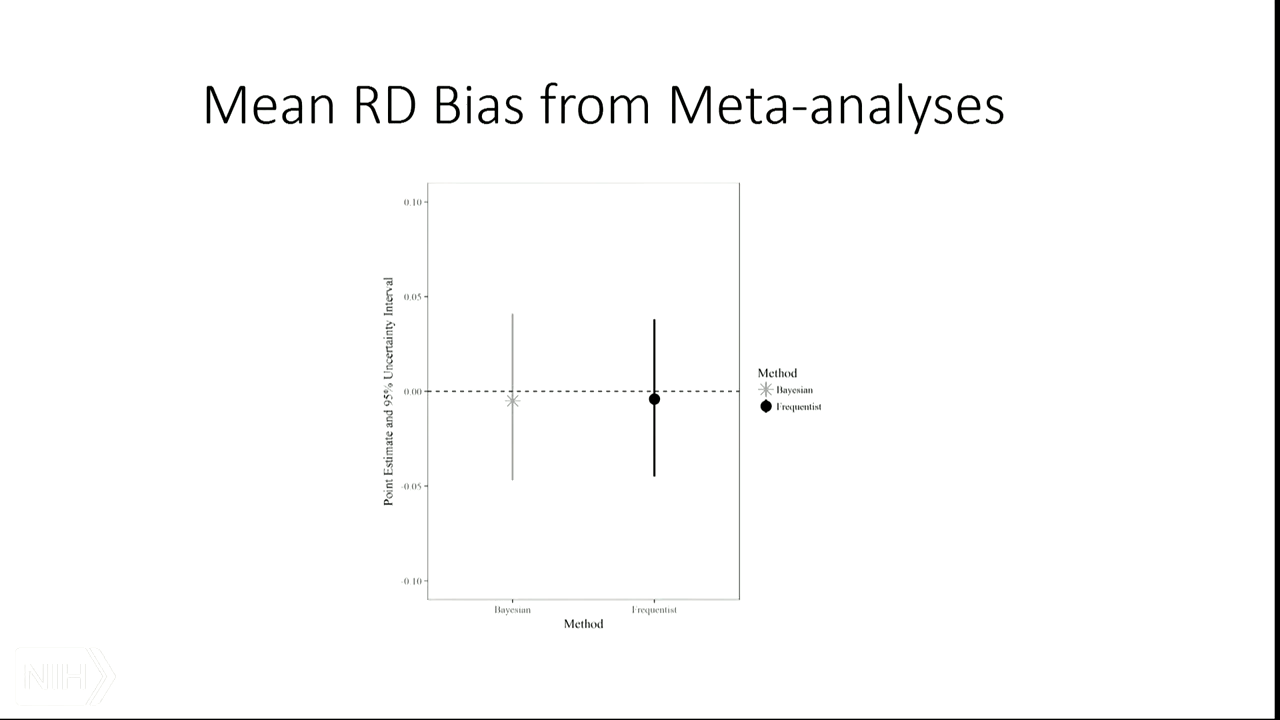 Mean RD Bias from Meta-analyses
0.10
0.05
0.00
-0.05
-0.10
Point Estimate and 95% Uncertainty Interval
Bayesian
Frequentist
Method
Method
Bayesian
Frequentist
NIH